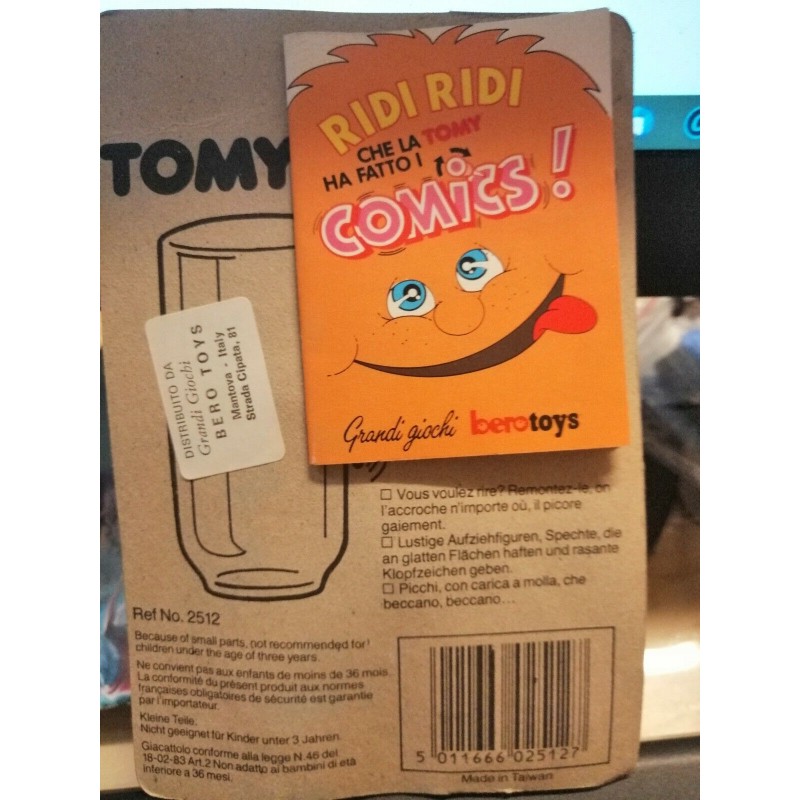 TOMY
RIDI RIDI
CHE LA TOMY
HA FATTO I
COMiCS!
Grandi giochi berotoys
DISTRIBUITO DA
Grandi Giochi
BERO TOYS
Mantova - Italy
Strada Cipata, 81
□ Vous voulez rire? Remontez-le, on
l'accroche n'importe où, il picore
gaiement.
□ Lustige Aufziehfiguren, Spechte, die
an glatten Flächen haften und rasante
Klopfzeichen geben.
□ Picchi, con carica a molla, che
beccano, beccano...
Ref No. 2512
Because of small parts, not recommended for
children under the age of three years.
Ne convient pas aux enfants de moins de 36 mois.
La conformité du présent produit aux normes
françaises obligatoires de sécurité est garantie
par l'importateur.
Kleine Teile.
Nicht geeignet für Kinder unter 3 Jahren.
Giacattolo conforme alla legge N.46 del
18-02-83 Art.2 Non adatto ai bambini di età
inferiore a 36 mesi.
5 011666 025127
Made in Taiwan